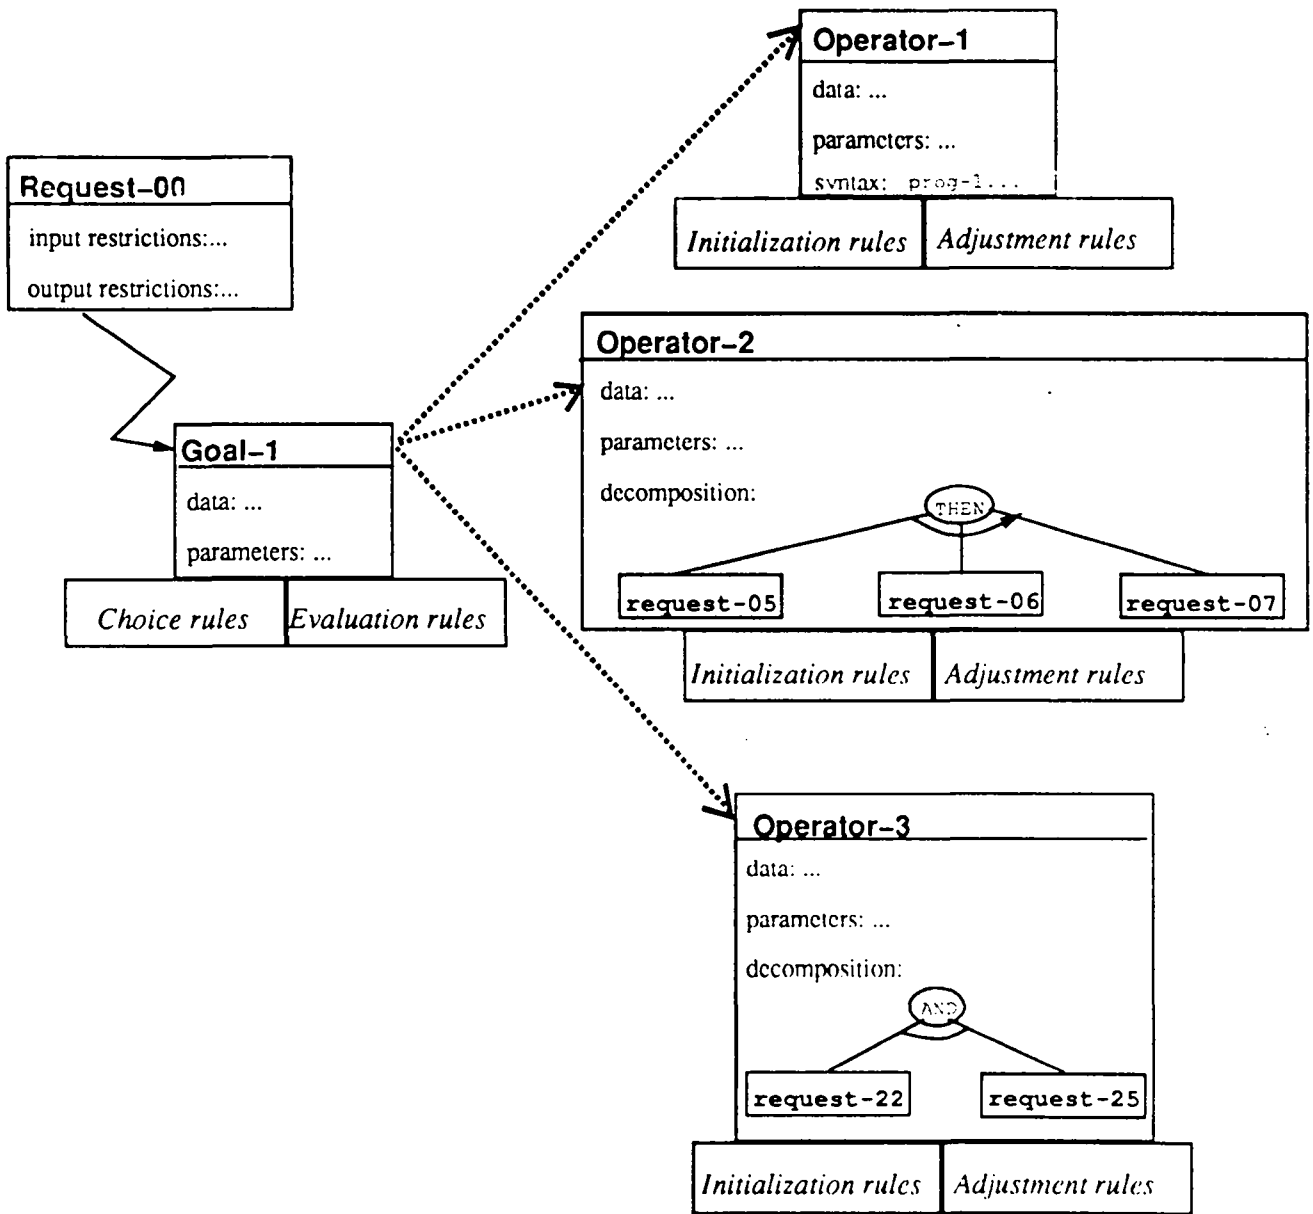 Request-00
input restrictions:...
output restrictions:...
Goal-1
data: ...
parameters: ...
Choice rules
Evaluation rules
Operator-1
data: ...
parameters: ...
syntax: prog-1...
Initialization rules
Adjustment rules
Operator-2
data: ...
parameters: ...
decomposition:
THEN
request-05
request-06
request-07
Initialization rules
Adjustment rules
Operator-3
data: ...
parameters: ...
decomposition:
AND
request-22
request-25
Initialization rules
Adjustment rules